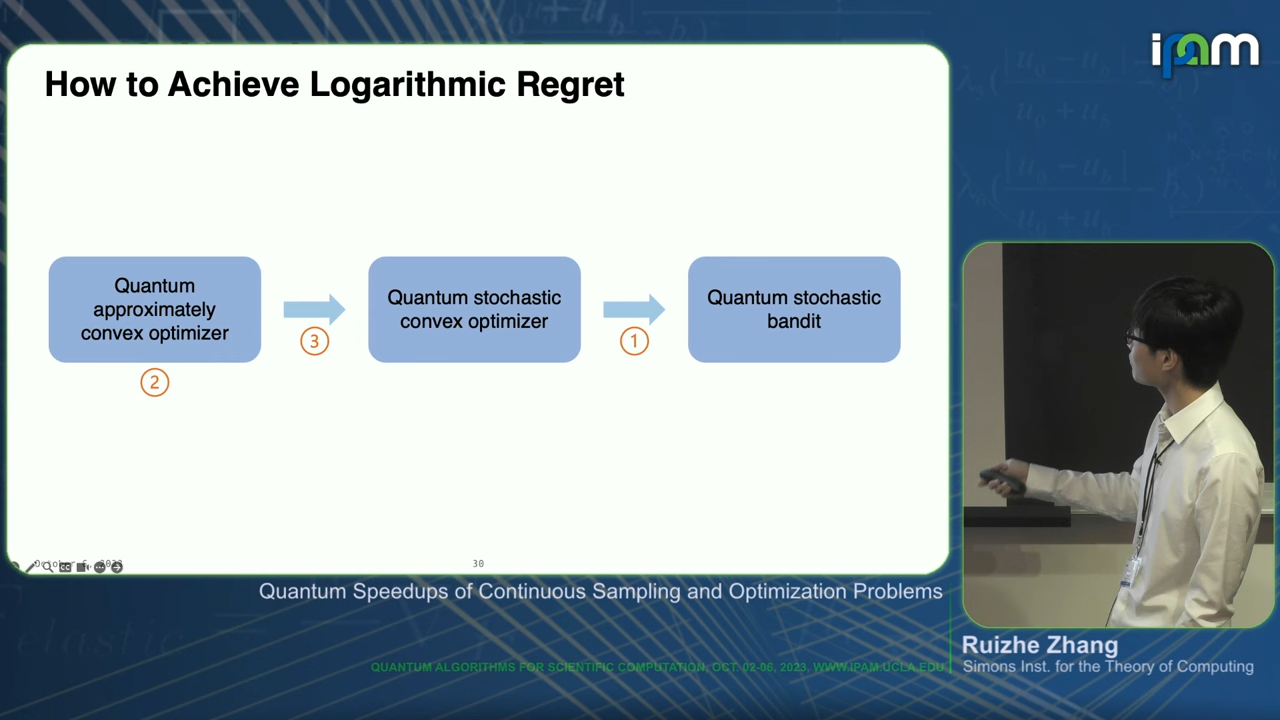 ipam
How to Achieve Logarithmic Regret
Quantum
approximately
convex optimizer
Quantum stochastic
convex optimizer
Quantum stochastic
bandit
3
1
2
30
Quantum Speedups of Continuous Sampling and Optimization Problems
Ruizhe Zhang
Simons Inst. for the Theory of Computing
QUANTUM ALGORITHMS FOR SCIENTIFIC COMPUTATION, OCT. 02-06, 2023, WWW.IPAM.UCLA.EDU
elastic